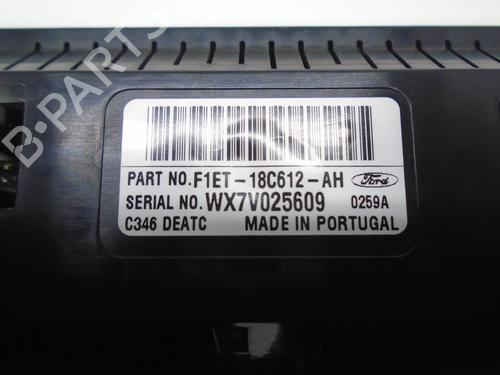 B-PARTS
PART NO. F1ET-18C612-AH Ford
SERIAL NO. WX7V025609 0259A
C346 DEATC MADE IN PORTUGAL